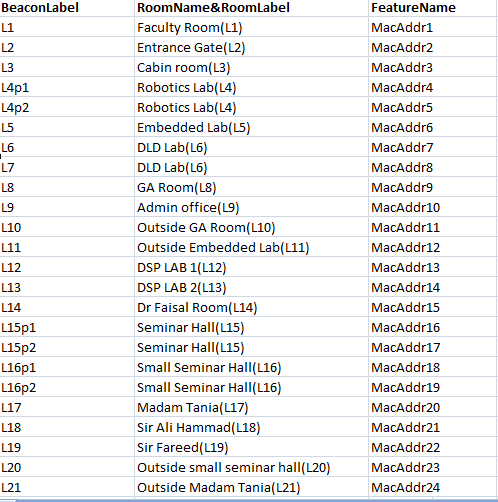 BeaconLabel RoomName&RoomLabel FeatureName
L1 Faculty Room(L1) MacAddr1
L2 Entrance Gate(L2) MacAddr2
L3 Cabin room(L3) MacAddr3
L4p1 Robotics Lab(L4) MacAddr4
L4p2 Robotics Lab(L4) MacAddr5
L5 Embedded Lab(L5) MacAddr6
L6 DLD Lab(L6) MacAddr7
L7 DLD Lab(L6) MacAddr8
L8 GA Room(L8) MacAddr9
L9 Admin office(L9) MacAddr10
L10 Outside GA Room(L10) MacAddr11
L11 Outside Embedded Lab(L11) MacAddr12
L12 DSP LAB 1(L12) MacAddr13
L13 DSP LAB 2(L13) MacAddr14
L14 Dr Faisal Room(L14) MacAddr15
L15p1 Seminar Hall(L15) MacAddr16
L15p2 Seminar Hall(L15) MacAddr17
L16p1 Small Seminar Hall(L16) MacAddr18
L16p2 Small Seminar Hall(L16) MacAddr19
L17 Madam Tania(L17) MacAddr20
L18 Sir Ali Hammad(L18) MacAddr21
L19 Sir Fareed(L19) MacAddr22
L20 Outside small seminar hall(L20) MacAddr23
L21 Outside Madam Tania(L21) MacAddr24